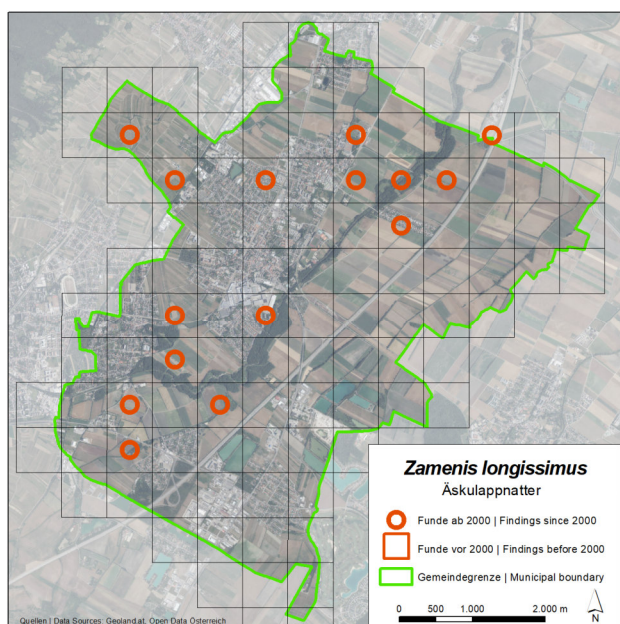 Zamenis longissimus
Äskulappnatter
Funde ab 2000 | Findings since 2000
Funde vor 2000 | Findings before 2000
Gemeindegrenze | Municipal boundary
0 500 1.000 2.000 m
N
Quellen | Data Sources: Geoland.at, Open Data Österreich